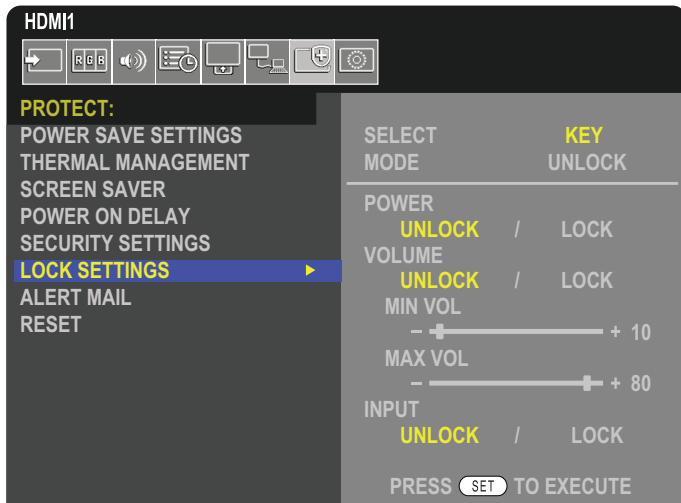 HDMI1
RGB
PROTECT:
POWER SAVE SETTINGS
THERMAL MANAGEMENT
SCREEN SAVER
POWER ON DELAY
SECURITY SETTINGS
LOCK SETTINGS
ALERT MAIL
RESET
SELECT KEY
MODE UNLOCK
POWER
UNLOCK / LOCK
VOLUME
UNLOCK / LOCK
MIN VOL
− + 10
MAX VOL
− + 80
INPUT
UNLOCK / LOCK
PRESS SET TO EXECUTE